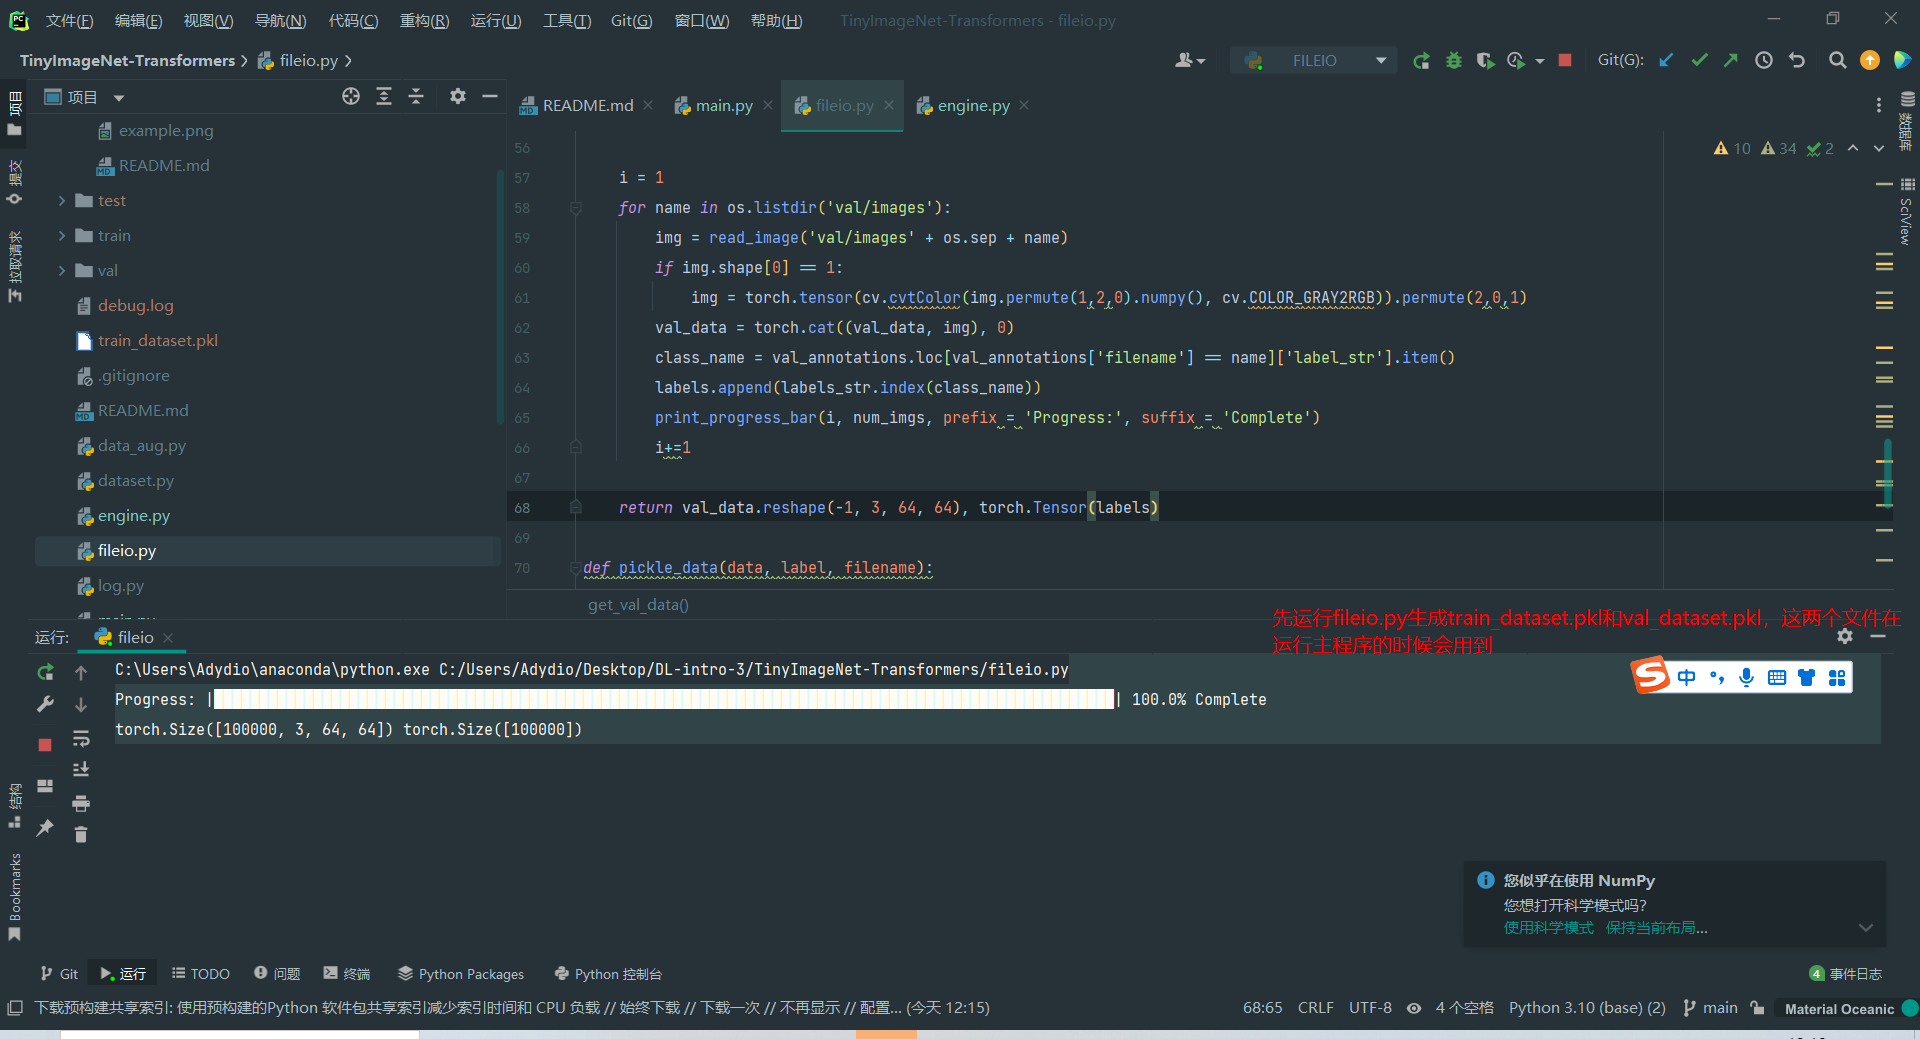 文件(F) 编辑(E) 视图(V) 导航(N) 代码(C) 重构(R) 运行(U) 工具(T) Git(G) 窗口(W) 帮助(H) TinyImageNet-Transformers - fileio.py
TinyImageNet-Transformers fileio.py
FILEIO
Git(G):
项目
README.md
main.py
fileio.py
engine.py
项目
提交
拉取请求
example.png
README.md
test
train
val
debug.log
train_dataset.pkl
.gitignore
README.md
data_aug.py
dataset.py
engine.py
fileio.py
log.py
main.py
10 34 2
数据库
SciView
56
57 i = 1
58 for name in os.listdir('val/images'):
59 img = read_image('val/images' + os.sep + name)
60 if img.shape[0] == 1:
61 img = torch.tensor(cv.cvtColor(img.permute(1,2,0).numpy(), cv.COLOR_GRAY2RGB)).permute(2,0,1)
62 val_data = torch.cat((val_data, img), 0)
63 class_name = val_annotations.loc[val_annotations['filename'] == name]['label_str'].item()
64 labels.append(labels_str.index(class_name))
65 print_progress_bar(i, num_imgs, prefix = 'Progress:', suffix = 'Complete')
66 i+=1
67
68 return val_data.reshape(-1, 3, 64, 64), torch.Tensor(labels)
69
70 def pickle_data(data, label, filename):
get_val_data()
先运行fileio.py生成train_dataset.pkl和val_dataset.pkl，这两个文件在
运行主程序的时候会用到
运行: fileio
C:\Users\Adydio\anaconda\python.exe C:/Users/Adydio/Desktop/DL-intro-3/TinyImageNet-Transformers/fileio.py
Progress: |████████████████████████████████████████████████████████████████████████████████████████████████████| 100.0% Complete
torch.Size([100000, 3, 64, 64]) torch.Size([100000])
中
结构
Bookmarks
您似乎在使用 NumPy
您想打开科学模式吗?
使用科学模式 保持当前布局...
Git 运行 TODO 问题 终端 Python Packages Python 控制台 4 事件日志
下载预构建共享索引: 使用预构建的Python 软件包共享索引减少索引时间和 CPU 负载 // 始终下载 // 下载一次 // 不再显示 // 配置... (今天 12:15) 68:65 CRLF UTF-8 4 个空格 Python 3.10 (base) (2) main Material Oceanic